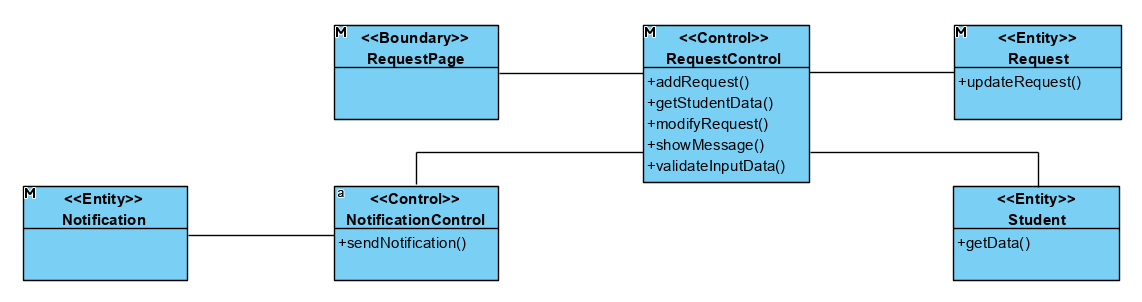 M <<Boundary>>
RequestPage
M <<Control>>
RequestControl
+addRequest()
+getStudentData()
+modifyRequest()
+showMessage()
+validateInputData()
M <<Entity>>
Request
+updateRequest()
M <<Entity>>
Notification
a <<Control>>
NotificationControl
+sendNotification()
<<Entity>>
Student
+getData()